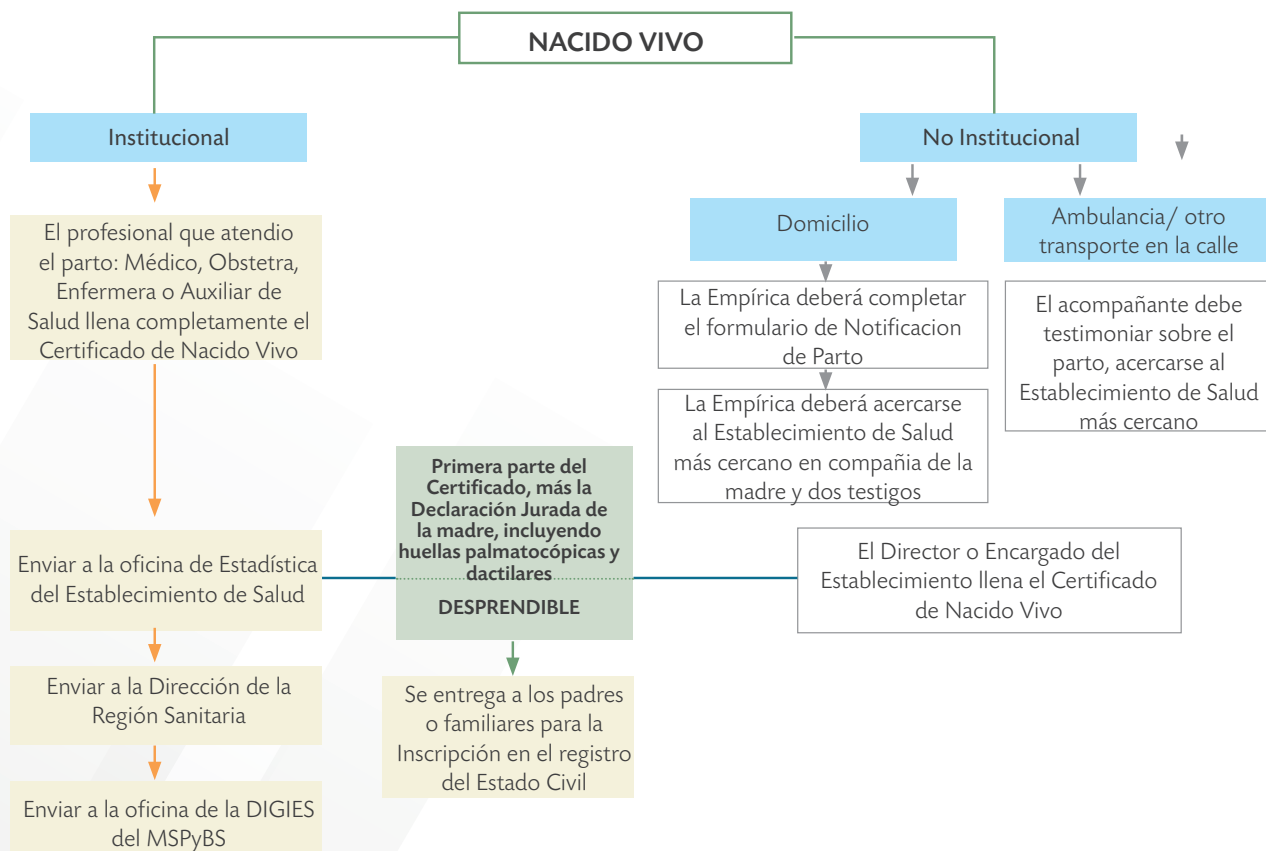 NACIDO VIVO
Institucional
No Institucional
El profesional que atendio
el parto: Médico, Obstetra,
Enfermera o Auxiliar de
Salud llena completamente el
Certificado de Nacido Vivo
Domicilio
Ambulancia/ otro
transporte en la calle
La Empírica deberá completar
el formulario de Notificacion
de Parto
El acompañante debe
testimoniar sobre el
parto, acercarse al
Establecimiento de Salud
más cercano
La Empírica deberá acercarse
al Establecimiento de Salud
más cercano en compañia de la
madre y dos testigos
Primera parte del
Certificado, más la
Declaración Jurada de
la madre, incluyendo
huellas palmatocópicas y
dactilares
DESPRENDIBLE
Enviar a la oficina de Estadística
del Establecimiento de Salud
El Director o Encargado del
Establecimiento llena el Certificado
de Nacido Vivo
Enviar a la Dirección de la
Región Sanitaria
Se entrega a los padres
o familiares para la
Inscripción en el registro
del Estado Civil
Enviar a la oficina de la DIGIES
del MSPyBS